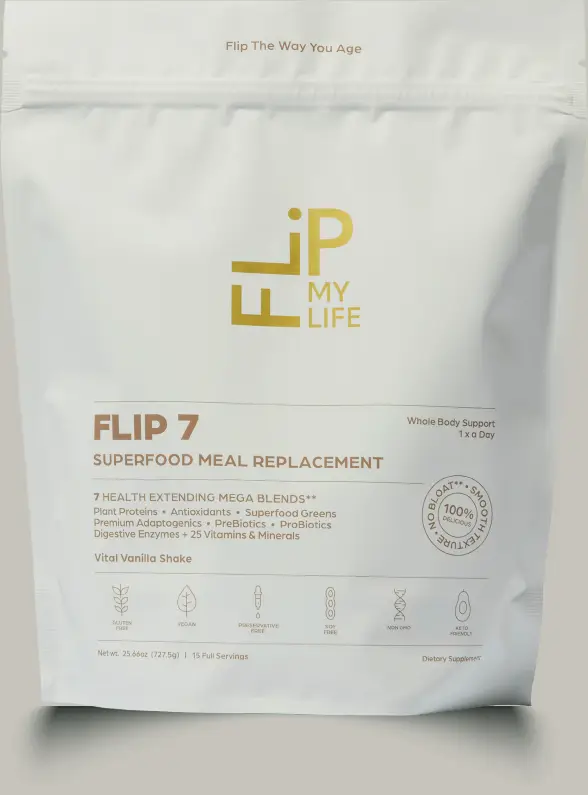 Flip The Way You Age
FLiP
MY
LIFE
FLIP 7
Whole Body Support
1 x a Day
SUPERFOOD MEAL REPLACEMENT
7 HEALTH EXTENDING MEGA BLENDS**
Plant Proteins • Antioxidants • Superfood Greens
Premium Adaptogenics • PreBiotics • ProBiotics
Digestive Enzymes + 25 Vitamins & Minerals
NO BLOAT** • SMOOTH TEXTURE •
100%
DELICIOUS
Vital Vanilla Shake
GLUTEN
FREE
VEGAN
PRESERVATIVE
FREE
SOY
FREE
NON GMO
KETO
FRIENDLY
Net wt. 25.66oz (727.5g) | 15 Full Servings
Dietary Supplement